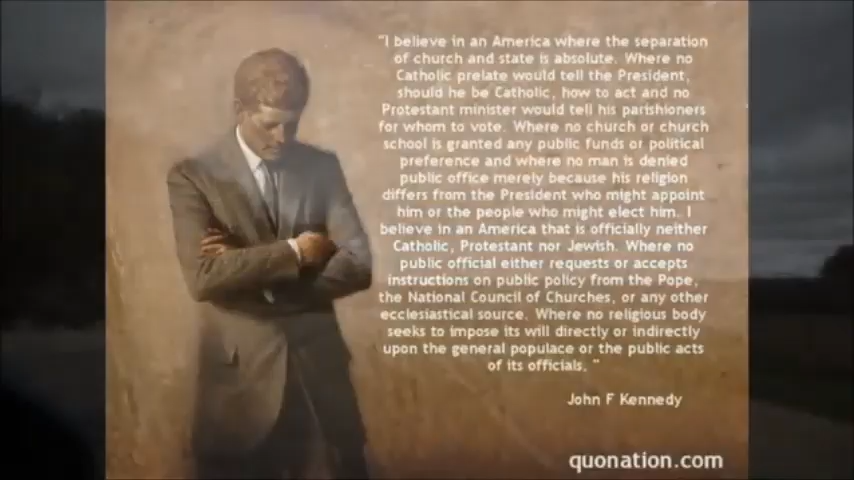 "I believe in an America where the separation
of church and state is absolute. Where no
Catholic prelate would tell the President,
should he be Catholic, how to act and no
Protestant minister would tell his parishioners
for whom to vote. Where no church or church
school is granted any public funds or political
preference and where no man is denied
public office merely because his religion
differs from the President who might appoint
him or the people who might elect him. I
believe in an America that is officially neither
Catholic, Protestant nor Jewish. Where no
public official either requests or accepts
instructions on public policy from the Pope,
the National Council of Churches, or any other
ecclesiastical source. Where no religious body
seeks to impose its will directly or indirectly
upon the general populace or the public acts
of its officials. "
John F Kennedy
quonation.com